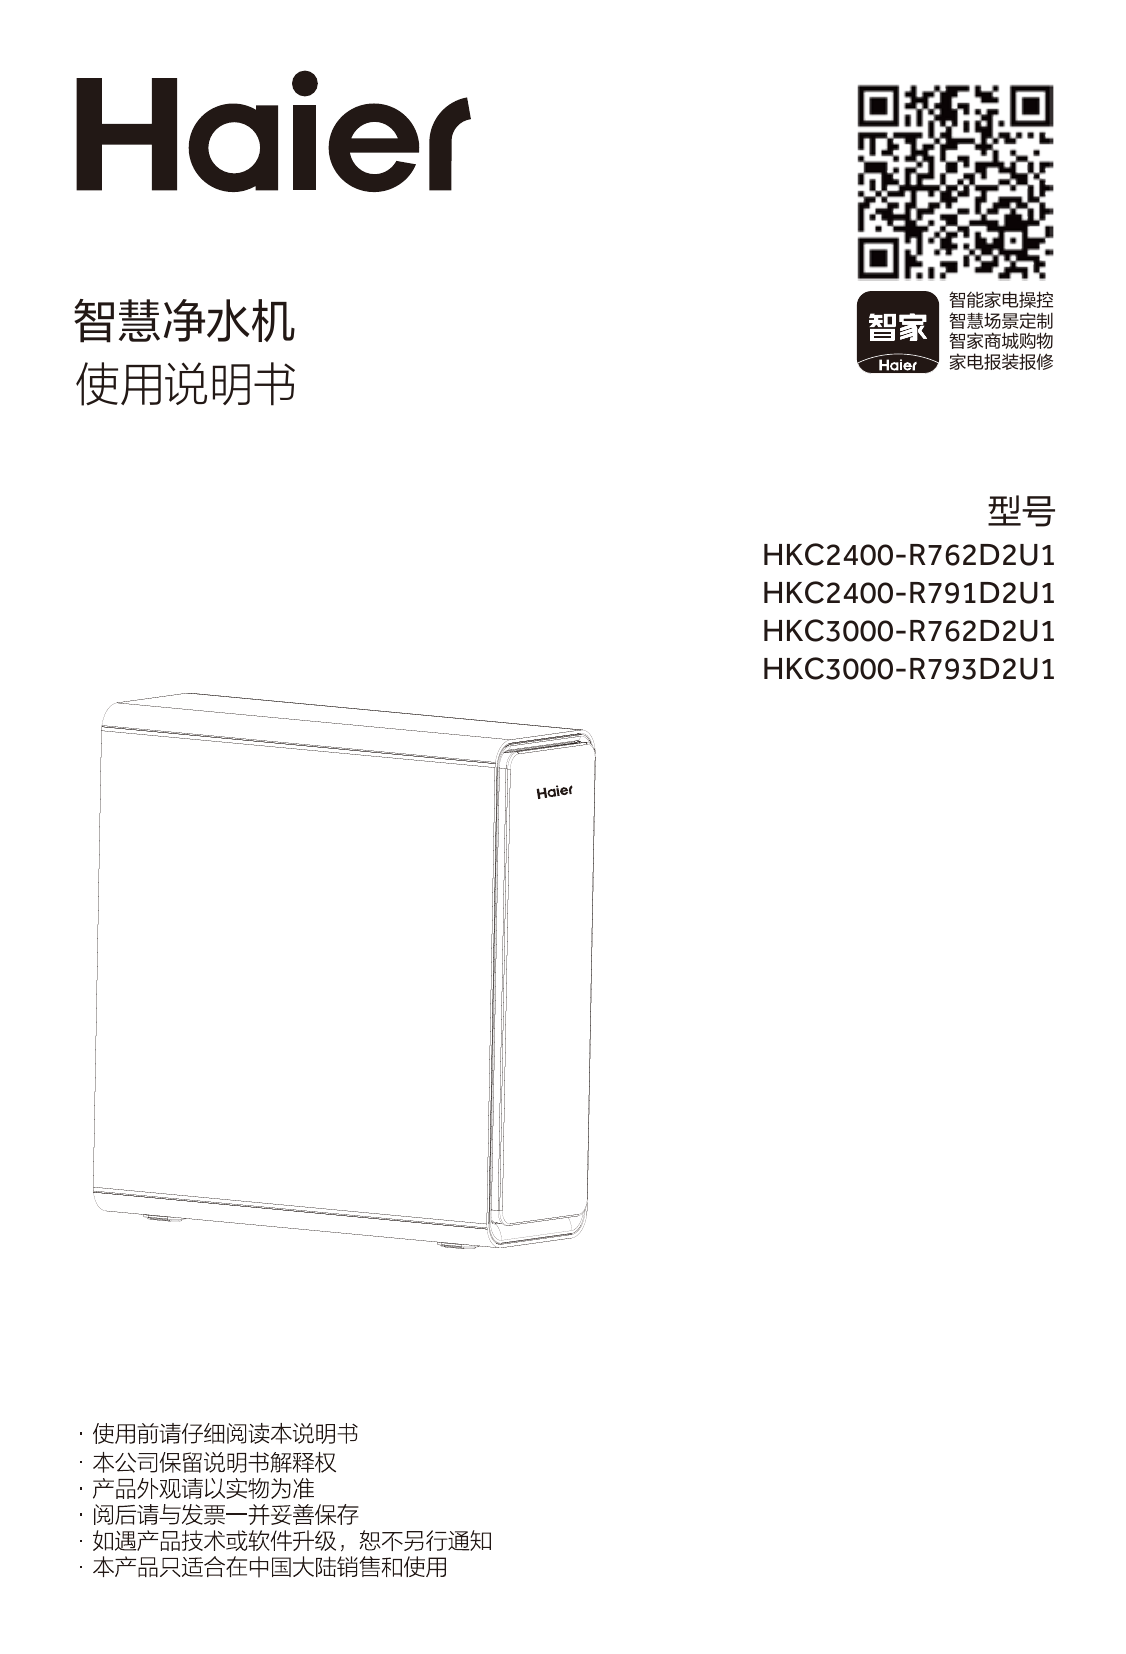 Haier
智慧净水机
使用说明书
智家
Haier
智能家电操控
智慧场景定制
智家商城购物
家电报装报修
型号
HKC2400-R762D2U1
HKC2400-R791D2U1
HKC3000-R762D2U1
HKC3000-R793D2U1
Haier
· 使用前请仔细阅读本说明书
· 本公司保留说明书解释权
· 产品外观请以实物为准
· 阅后请与发票一并妥善保存
· 如遇产品技术或软件升级，恕不另行通知
· 本产品只适合在中国大陆销售和使用